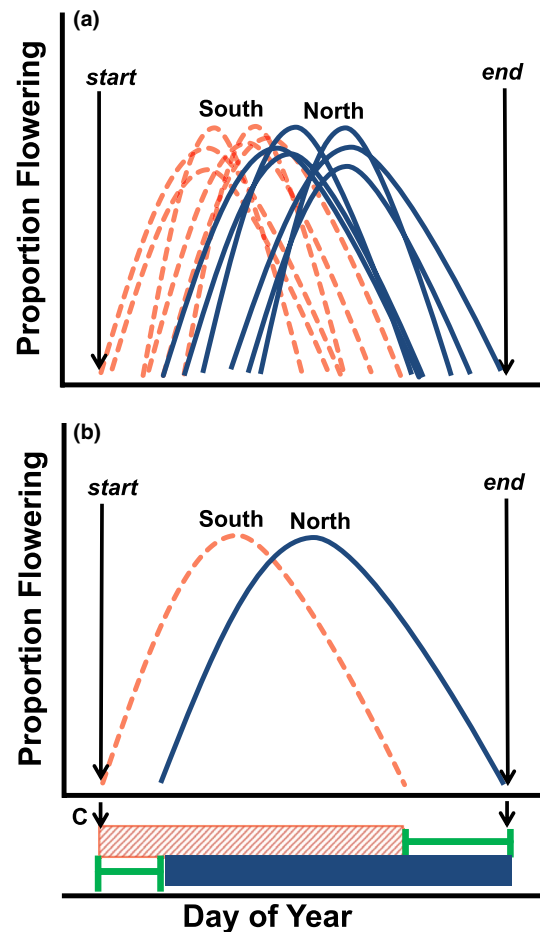 (a)
start
end
South
North
Proportion Flowering
(b)
start
end
South
North
Proportion Flowering
C
Day of Year